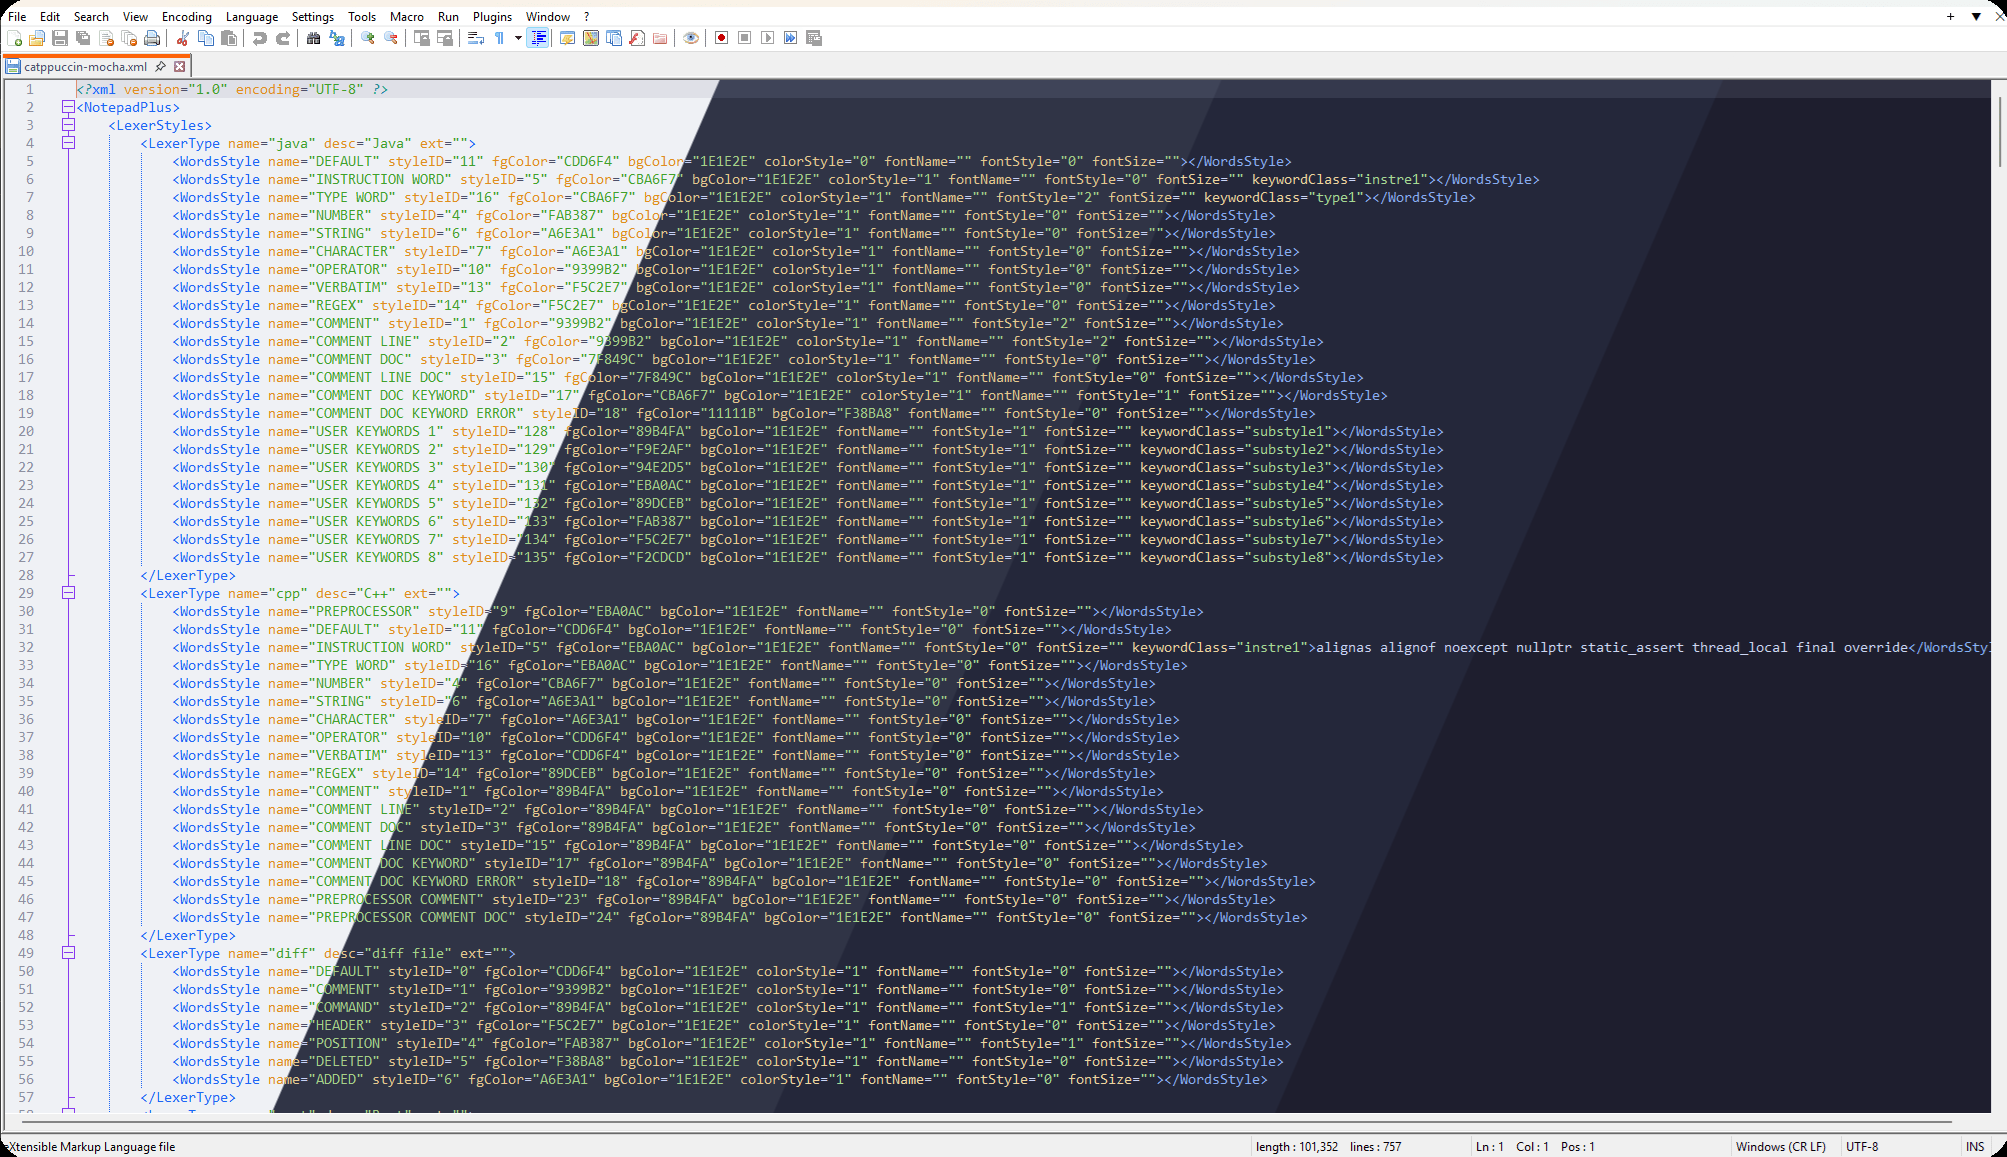 File Edit Search View Encoding Language Settings Tools Macro Run Plugins Window ? + ▼ ✕
catppuccin-mocha.xml
1 <?xml version="1.0" encoding="UTF-8" ?>
2 <NotepadPlus>
3 <LexerStyles>
4 <LexerType name="java" desc="Java" ext="">
5 <WordsStyle name="DEFAULT" styleID="11" fgColor="CDD6F4" bgColor="1E1E2E" colorStyle="0" fontName="" fontStyle="0" fontSize=""></WordsStyle>
6 <WordsStyle name="INSTRUCTION WORD" styleID="5" fgColor="CBA6F7" bgColor="1E1E2E" colorStyle="1" fontName="" fontStyle="0" fontSize="" keywordClass="instre1"></WordsStyle>
7 <WordsStyle name="TYPE WORD" styleID="16" fgColor="CBA6F7" bgColor="1E1E2E" colorStyle="1" fontName="" fontStyle="2" fontSize="" keywordClass="type1"></WordsStyle>
8 <WordsStyle name="NUMBER" styleID="4" fgColor="FAB387" bgColor="1E1E2E" colorStyle="1" fontName="" fontStyle="0" fontSize=""></WordsStyle>
9 <WordsStyle name="STRING" styleID="6" fgColor="A6E3A1" bgColor="1E1E2E" colorStyle="1" fontName="" fontStyle="0" fontSize=""></WordsStyle>
10 <WordsStyle name="CHARACTER" styleID="7" fgColor="A6E3A1" bgColor="1E1E2E" colorStyle="1" fontName="" fontStyle="0" fontSize=""></WordsStyle>
11 <WordsStyle name="OPERATOR" styleID="10" fgColor="9399B2" bgColor="1E1E2E" colorStyle="1" fontName="" fontStyle="0" fontSize=""></WordsStyle>
12 <WordsStyle name="VERBATIM" styleID="13" fgColor="F5C2E7" bgColor="1E1E2E" colorStyle="1" fontName="" fontStyle="0" fontSize=""></WordsStyle>
13 <WordsStyle name="REGEX" styleID="14" fgColor="F5C2E7" bgColor="1E1E2E" colorStyle="1" fontName="" fontStyle="0" fontSize=""></WordsStyle>
14 <WordsStyle name="COMMENT" styleID="1" fgColor="9399B2" bgColor="1E1E2E" colorStyle="1" fontName="" fontStyle="2" fontSize=""></WordsStyle>
15 <WordsStyle name="COMMENT LINE" styleID="2" fgColor="9399B2" bgColor="1E1E2E" colorStyle="1" fontName="" fontStyle="2" fontSize=""></WordsStyle>
16 <WordsStyle name="COMMENT DOC" styleID="3" fgColor="7F849C" bgColor="1E1E2E" colorStyle="1" fontName="" fontStyle="0" fontSize=""></WordsStyle>
17 <WordsStyle name="COMMENT LINE DOC" styleID="15" fgColor="7F849C" bgColor="1E1E2E" colorStyle="1" fontName="" fontStyle="0" fontSize=""></WordsStyle>
18 <WordsStyle name="COMMENT DOC KEYWORD" styleID="17" fgColor="CBA6F7" bgColor="1E1E2E" colorStyle="1" fontName="" fontStyle="1" fontSize=""></WordsStyle>
19 <WordsStyle name="COMMENT DOC KEYWORD ERROR" styleID="18" fgColor="11111B" bgColor="F38BA8" fontName="" fontStyle="0" fontSize=""></WordsStyle>
20 <WordsStyle name="USER KEYWORDS 1" styleID="128" fgColor="89B4FA" bgColor="1E1E2E" fontName="" fontStyle="1" fontSize="" keywordClass="substyle1"></WordsStyle>
21 <WordsStyle name="USER KEYWORDS 2" styleID="129" fgColor="F9E2AF" bgColor="1E1E2E" fontName="" fontStyle="1" fontSize="" keywordClass="substyle2"></WordsStyle>
22 <WordsStyle name="USER KEYWORDS 3" styleID="130" fgColor="94E2D5" bgColor="1E1E2E" fontName="" fontStyle="1" fontSize="" keywordClass="substyle3"></WordsStyle>
23 <WordsStyle name="USER KEYWORDS 4" styleID="131" fgColor="EBA0AC" bgColor="1E1E2E" fontName="" fontStyle="1" fontSize="" keywordClass="substyle4"></WordsStyle>
24 <WordsStyle name="USER KEYWORDS 5" styleID="132" fgColor="89DCEB" bgColor="1E1E2E" fontName="" fontStyle="1" fontSize="" keywordClass="substyle5"></WordsStyle>
25 <WordsStyle name="USER KEYWORDS 6" styleID="133" fgColor="FAB387" bgColor="1E1E2E" fontName="" fontStyle="1" fontSize="" keywordClass="substyle6"></WordsStyle>
26 <WordsStyle name="USER KEYWORDS 7" styleID="134" fgColor="F5C2E7" bgColor="1E1E2E" fontName="" fontStyle="1" fontSize="" keywordClass="substyle7"></WordsStyle>
27 <WordsStyle name="USER KEYWORDS 8" styleID="135" fgColor="F2CDCD" bgColor="1E1E2E" fontName="" fontStyle="1" fontSize="" keywordClass="substyle8"></WordsStyle>
28 </LexerType>
29 <LexerType name="cpp" desc="C++" ext="">
30 <WordsStyle name="PREPROCESSOR" styleID="9" fgColor="EBA0AC" bgColor="1E1E2E" fontName="" fontStyle="0" fontSize=""></WordsStyle>
31 <WordsStyle name="DEFAULT" styleID="11" fgColor="CDD6F4" bgColor="1E1E2E" fontName="" fontStyle="0" fontSize=""></WordsStyle>
32 <WordsStyle name="INSTRUCTION WORD" styleID="5" fgColor="EBA0AC" bgColor="1E1E2E" fontName="" fontStyle="0" fontSize="" keywordClass="instre1">alignas alignof noexcept nullptr static_assert thread_local final override</WordsStyl
33 <WordsStyle name="TYPE WORD" styleID="16" fgColor="EBA0AC" bgColor="1E1E2E" fontName="" fontStyle="0" fontSize=""></WordsStyle>
34 <WordsStyle name="NUMBER" styleID="4" fgColor="CBA6F7" bgColor="1E1E2E" fontName="" fontStyle="0" fontSize=""></WordsStyle>
35 <WordsStyle name="STRING" styleID="6" fgColor="A6E3A1" bgColor="1E1E2E" fontName="" fontStyle="0" fontSize=""></WordsStyle>
36 <WordsStyle name="CHARACTER" styleID="7" fgColor="A6E3A1" bgColor="1E1E2E" fontName="" fontStyle="0" fontSize=""></WordsStyle>
37 <WordsStyle name="OPERATOR" styleID="10" fgColor="CDD6F4" bgColor="1E1E2E" fontName="" fontStyle="0" fontSize=""></WordsStyle>
38 <WordsStyle name="VERBATIM" styleID="13" fgColor="CDD6F4" bgColor="1E1E2E" fontName="" fontStyle="0" fontSize=""></WordsStyle>
39 <WordsStyle name="REGEX" styleID="14" fgColor="89DCEB" bgColor="1E1E2E" fontName="" fontStyle="0" fontSize=""></WordsStyle>
40 <WordsStyle name="COMMENT" styleID="1" fgColor="89B4FA" bgColor="1E1E2E" fontName="" fontStyle="0" fontSize=""></WordsStyle>
41 <WordsStyle name="COMMENT LINE" styleID="2" fgColor="89B4FA" bgColor="1E1E2E" fontName="" fontStyle="0" fontSize=""></WordsStyle>
42 <WordsStyle name="COMMENT DOC" styleID="3" fgColor="89B4FA" bgColor="1E1E2E" fontName="" fontStyle="0" fontSize=""></WordsStyle>
43 <WordsStyle name="COMMENT LINE DOC" styleID="15" fgColor="89B4FA" bgColor="1E1E2E" fontName="" fontStyle="0" fontSize=""></WordsStyle>
44 <WordsStyle name="COMMENT DOC KEYWORD" styleID="17" fgColor="89B4FA" bgColor="1E1E2E" fontName="" fontStyle="0" fontSize=""></WordsStyle>
45 <WordsStyle name="COMMENT DOC KEYWORD ERROR" styleID="18" fgColor="89B4FA" bgColor="1E1E2E" fontName="" fontStyle="0" fontSize=""></WordsStyle>
46 <WordsStyle name="PREPROCESSOR COMMENT" styleID="23" fgColor="89B4FA" bgColor="1E1E2E" fontName="" fontStyle="0" fontSize=""></WordsStyle>
47 <WordsStyle name="PREPROCESSOR COMMENT DOC" styleID="24" fgColor="89B4FA" bgColor="1E1E2E" fontName="" fontStyle="0" fontSize=""></WordsStyle>
48 </LexerType>
49 <LexerType name="diff" desc="diff file" ext="">
50 <WordsStyle name="DEFAULT" styleID="0" fgColor="CDD6F4" bgColor="1E1E2E" colorStyle="1" fontName="" fontStyle="0" fontSize=""></WordsStyle>
51 <WordsStyle name="COMMENT" styleID="1" fgColor="9399B2" bgColor="1E1E2E" colorStyle="1" fontName="" fontStyle="0" fontSize=""></WordsStyle>
52 <WordsStyle name="COMMAND" styleID="2" fgColor="89B4FA" bgColor="1E1E2E" colorStyle="1" fontName="" fontStyle="1" fontSize=""></WordsStyle>
53 <WordsStyle name="HEADER" styleID="3" fgColor="F5C2E7" bgColor="1E1E2E" colorStyle="1" fontName="" fontStyle="0" fontSize=""></WordsStyle>
54 <WordsStyle name="POSITION" styleID="4" fgColor="FAB387" bgColor="1E1E2E" colorStyle="1" fontName="" fontStyle="1" fontSize=""></WordsStyle>
55 <WordsStyle name="DELETED" styleID="5" fgColor="F38BA8" bgColor="1E1E2E" colorStyle="1" fontName="" fontStyle="0" fontSize=""></WordsStyle>
56 <WordsStyle name="ADDED" styleID="6" fgColor="A6E3A1" bgColor="1E1E2E" colorStyle="1" fontName="" fontStyle="0" fontSize=""></WordsStyle>
57 </LexerType>
eXtensible Markup Language file length : 101,352 lines : 757 Ln : 1 Col : 1 Pos : 1 Windows (CR LF) UTF-8 INS